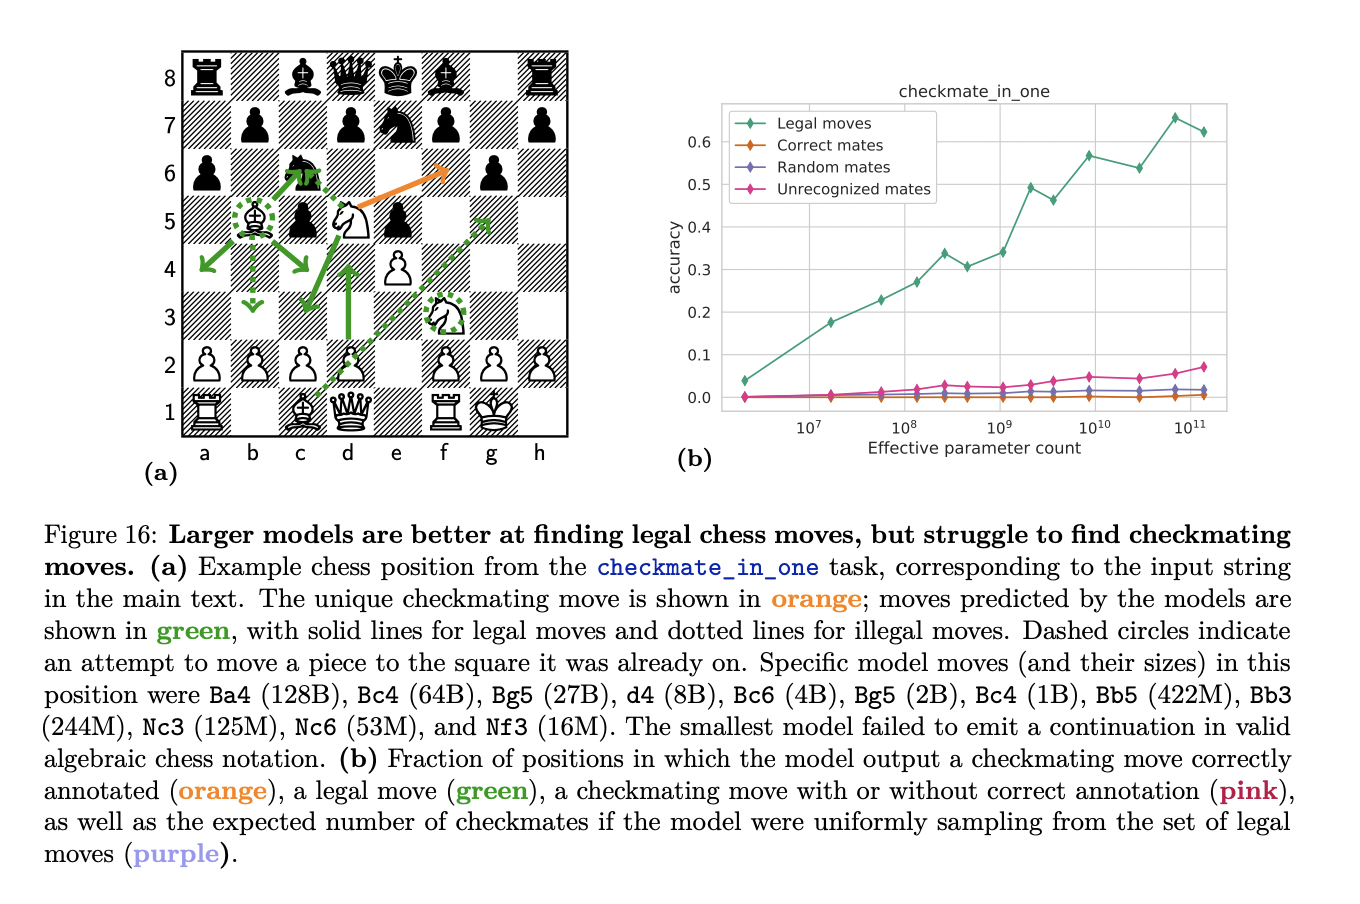 8
7
6
5
4
3
2
1
a b c d e f g h
(a)
checkmate_in_one
Legal moves
Correct mates
Random mates
Unrecognized mates
accuracy
0.6
0.5
0.4
0.3
0.2
0.1
0.0
10⁷ 10⁸ 10⁹ 10¹⁰ 10¹¹
Effective parameter count
(b)
Figure 16: Larger models are better at finding legal chess moves, but struggle to find checkmating
moves. (a) Example chess position from the checkmate_in_one task, corresponding to the input string
in the main text. The unique checkmating move is shown in orange; moves predicted by the models are
shown in green, with solid lines for legal moves and dotted lines for illegal moves. Dashed circles indicate
an attempt to move a piece to the square it was already on. Specific model moves (and their sizes) in this
position were Ba4 (128B), Bc4 (64B), Bg5 (27B), d4 (8B), Bc6 (4B), Bg5 (2B), Bc4 (1B), Bb5 (422M), Bb3
(244M), Nc3 (125M), Nc6 (53M), and Nf3 (16M). The smallest model failed to emit a continuation in valid
algebraic chess notation. (b) Fraction of positions in which the model output a checkmating move correctly
annotated (orange), a legal move (green), a checkmating move with or without correct annotation (pink),
as well as the expected number of checkmates if the model were uniformly sampling from the set of legal
moves (purple).